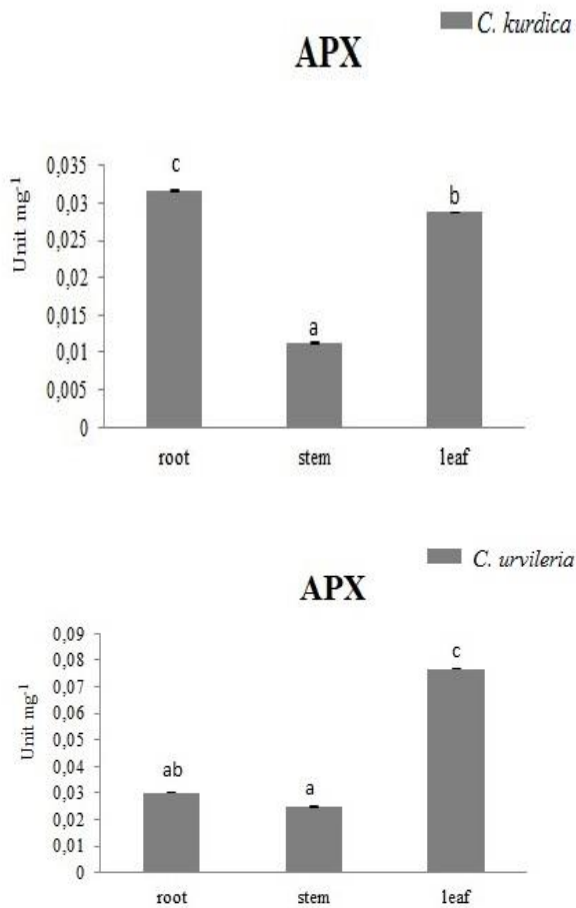 C. kurdica
APX
Unit mg⁻¹
0,035
0,03
0,025
0,02
0,015
0,01
0,005
0
c
a
b
root stem leaf
C. urvileria
APX
Unit mg⁻¹
0,09
0,08
0,07
0,06
0,05
0,04
0,03
0,02
0,01
0
ab
a
c
root stem leaf